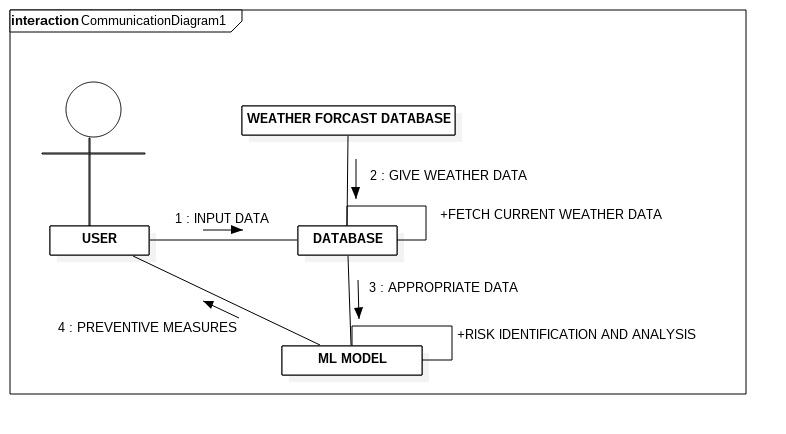 interaction CommunicationDiagram1
WEATHER FORCAST DATABASE
2 : GIVE WEATHER DATA
1 : INPUT DATA
+FETCH CURRENT WEATHER DATA
USER
DATABASE
3 : APPROPRIATE DATA
4 : PREVENTIVE MEASURES
+RISK IDENTIFICATION AND ANALYSIS
ML MODEL